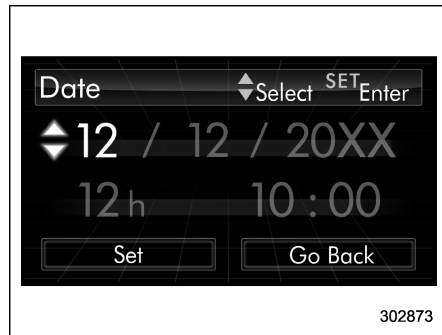 Date Select SET Enter
12 / 12 / 20XX
12 h 10 : 00
Set Go Back
302873